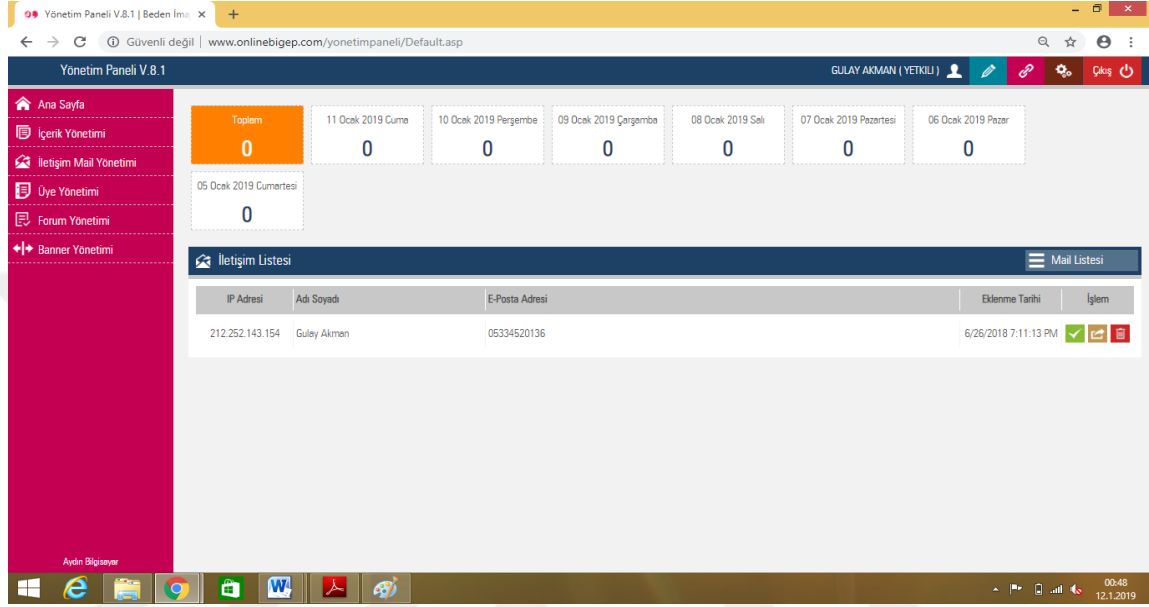 Yönetim Paneli V.8.1 | Beden İma
Güvenli değil | www.onlinebigep.com/yonetimpaneli/Default.asp
Yönetim Paneli V.8.1
GULAY AKMAN ( YETKILI )
Çıkış
Ana Sayfa
İçerik Yönetimi
İletişim Mail Yönetimi
Üye Yönetimi
Forum Yönetimi
Banner Yönetimi
Toplam 11 Ocak 2019 Cuma 10 Ocak 2019 Perşembe 09 Ocak 2019 Çarşamba 08 Ocak 2019 Salı 07 Ocak 2019 Pazartesi 06 Ocak 2019 Pazar
0 0 0 0 0 0 0
05 Ocak 2019 Cumartesi
0
İletişim Listesi Mail Listesi
IP Adresi Adı Soyadı E-Posta Adresi Eklenme Tarihi İşlem
212.252.143.154 Gulay Akman 05334520136 6/26/2018 7:11:13 PM
Aydın Bilgisayar
00:48
12.1.2019